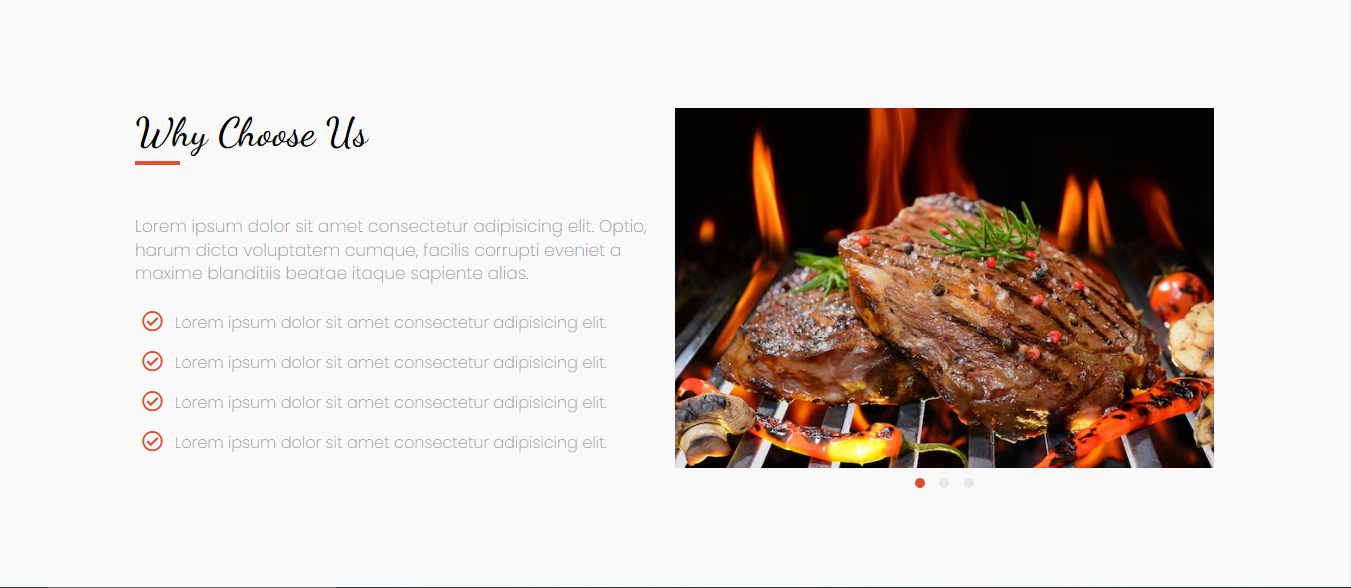 Why Choose Us
Lorem ipsum dolor sit amet consectetur adipisicing elit. Optio,
harum dicta voluptatem cumque, facilis corrupti eveniet a
maxime blanditiis beatae itaque sapiente alias.
Lorem ipsum dolor sit amet consectetur adipisicing elit.
Lorem ipsum dolor sit amet consectetur adipisicing elit.
Lorem ipsum dolor sit amet consectetur adipisicing elit.
Lorem ipsum dolor sit amet consectetur adipisicing elit.